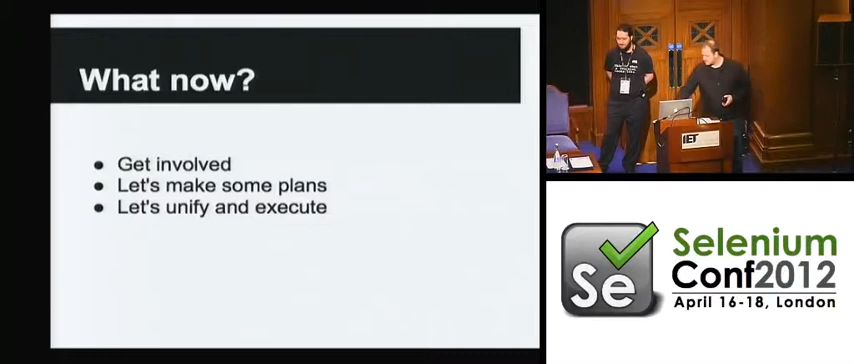 What now?
Get involved
Let's make some plans
Let's unify and execute
IET
Se
Selenium
Conf2012
April 16-18, London